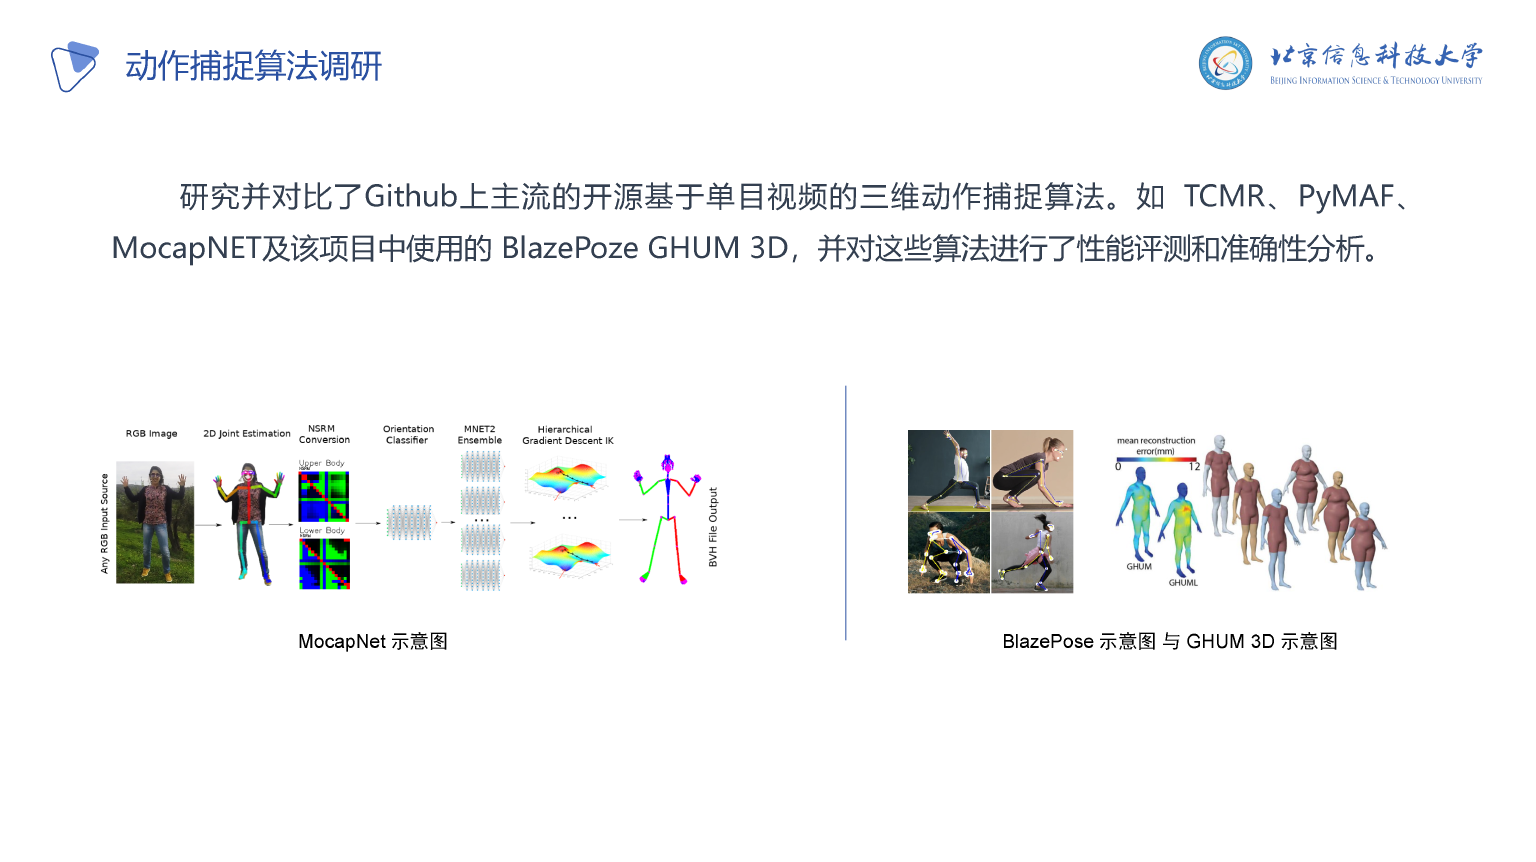 动作捕捉算法调研
北京信息科技大学
BEIJING INFORMATION SCIENCE & TECHNOLOGY UNIVERSITY
研究并对比了Github上主流的开源基于单目视频的三维动作捕捉算法。如 TCMR、PyMAF、
MocapNET及该项目中使用的 BlazePoze GHUM 3D，并对这些算法进行了性能评测和准确性分析。
Any RGB Input Source
RGB Image
2D Joint Estimation
NSRM
Conversion
Upper Body
Lower Body
Orientation
Classifier
MNET2
Ensemble
...
Hierarchical
Gradient Descent IK
...
BVH File Output
MocapNet 示意图
mean reconstruction
error(mm)
0 12
GHUM
GHUML
BlazePose 示意图 与 GHUM 3D 示意图